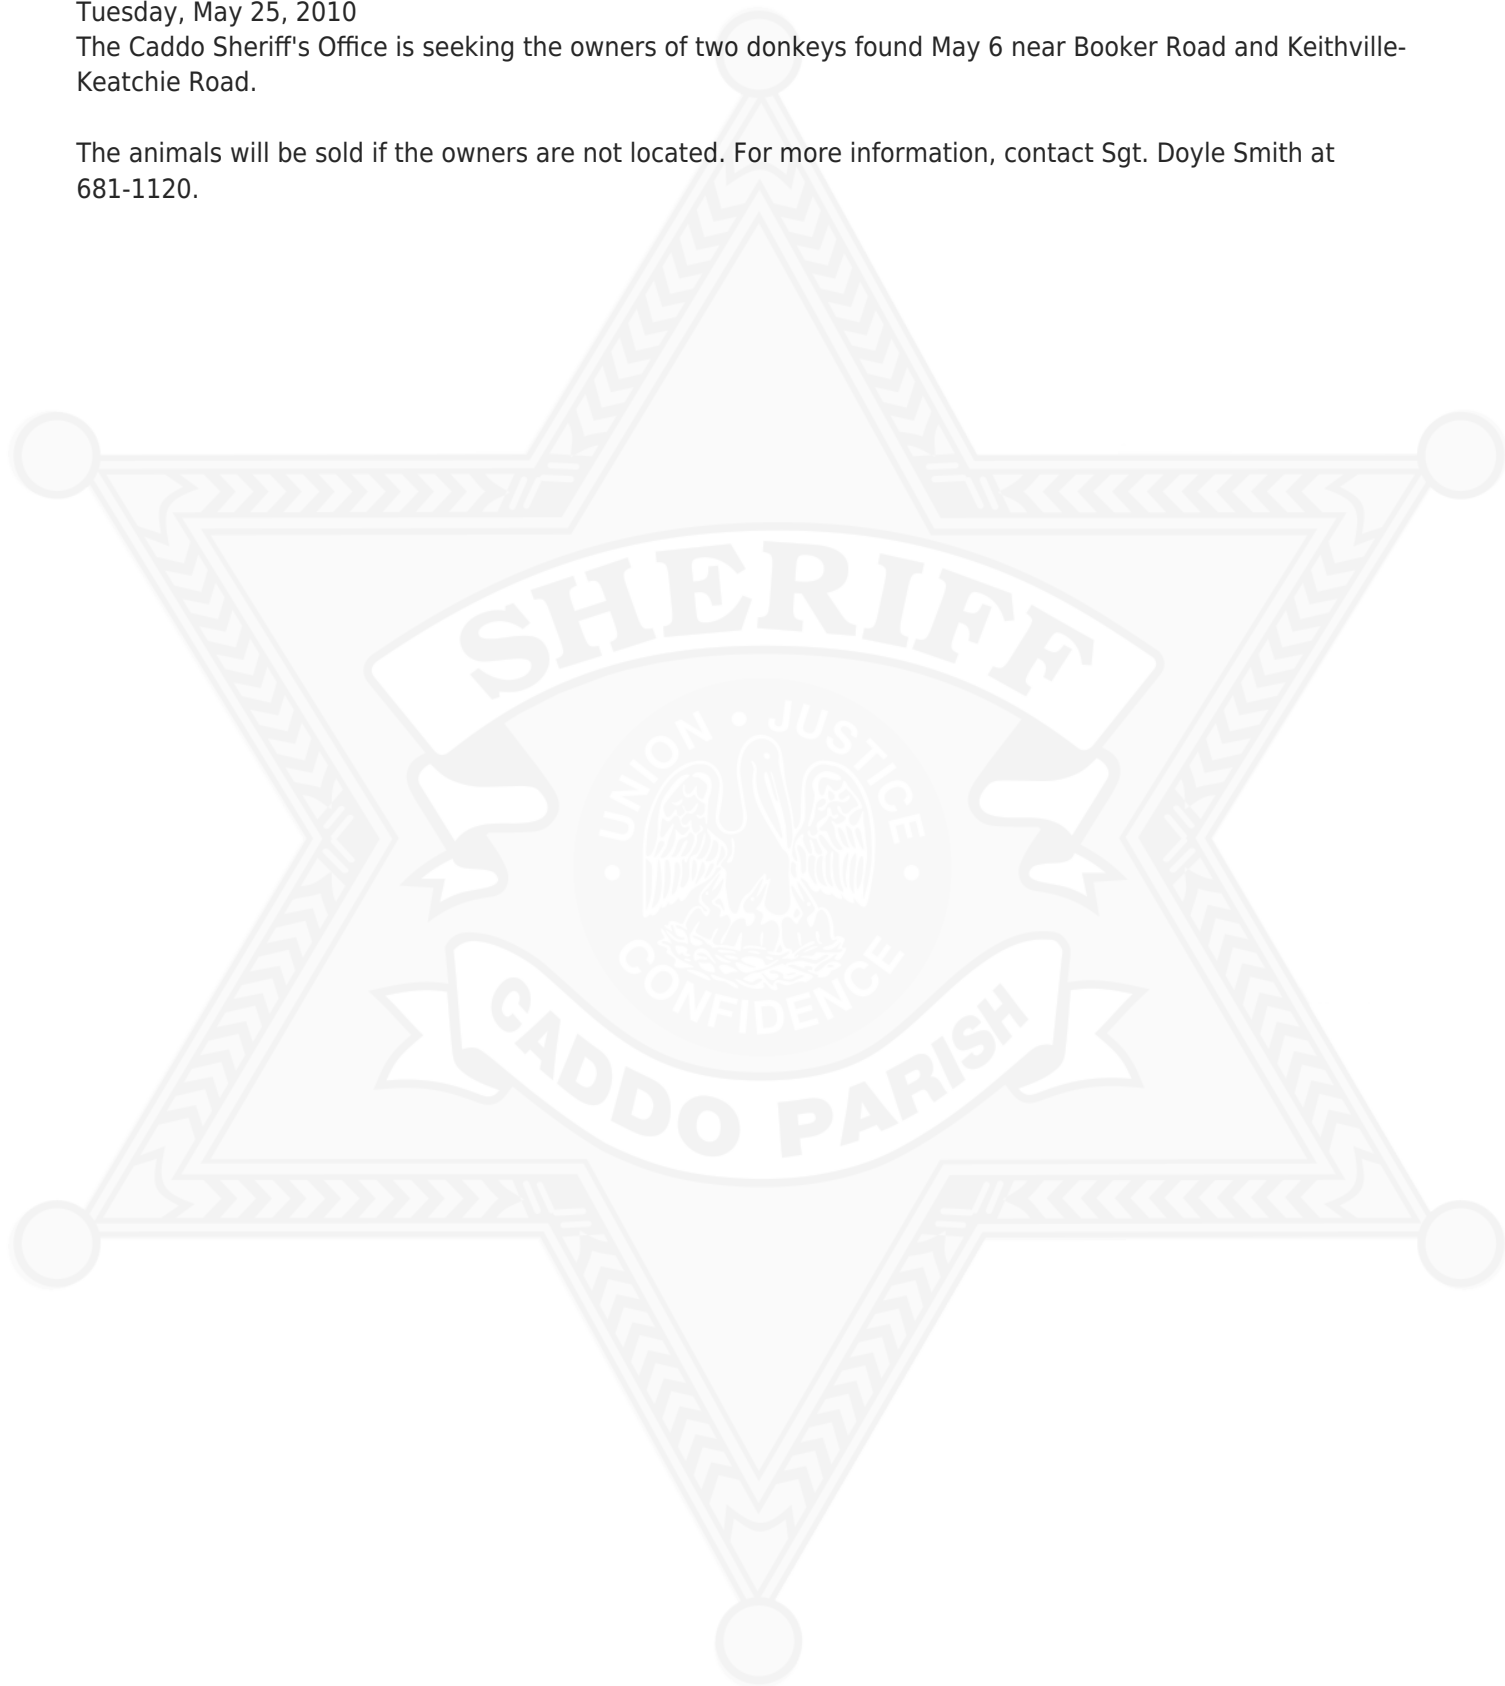 Tuesday, May 25, 2010
The Caddo Sheriff's Office is seeking the owners of two donkeys found May 6 near Booker Road and Keithville-
Keatchie Road.
The animals will be sold if the owners are not located. For more information, contact Sgt. Doyle Smith at
681-1120.
SHERIFF
UNION • JUSTICE
• CONFIDENCE •
CADDO PARISH